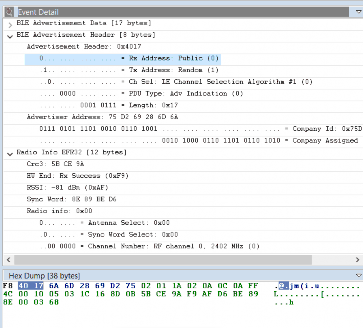 Event Detail
BLE Advertisement Data [17 bytes]
BLE Advertisement Header [8 bytes]
Advertisement Header: 0x4017
0... .... .... .... = Rx Address: Public (0)
.1.. .... .... .... = Tx Address: Random (1)
..0. .... .... .... = Ch Sel: LE Channel Selection Algorithm #1 (0)
.... 0000 .... .... = PDU Type: Adv Indication (0)
.... .... 0001 0111 = Length: 0x17
Advertiser Address: 75 D2 69 28 6D 6A
0111 0101 1101 0010 0110 1001 .... .... .... .... .... .... = Company Id: 0x75D
.... .... .... .... .... .... 0010 1000 0110 1101 0110 1010 = Company Assigned
Radio Info EFR32 [12 bytes]
Crc3: 5B CE 9A
HW End: Rx Success (0xF9)
RSSI: -81 dBm (0xAF)
Sync Word: 8E 89 BE D6
Radio info: 0x00
0... .... = Antenna Select: 0x00
.0.. .... = Sync Word Select: 0x00
..00 0000 = Channel Number: RF channel 0, 2402 MHz (0)
Hex Dump [38 bytes]
F8 40 17 6A 6D 28 69 D2 75 02 01 1A 02 0A 0C 0A FF .@.jm(i.u........
4C 00 10 05 03 1C 16 8D 0B 5B CE 9A F9 AF D6 BE 89 L........[.......
8E 00 03 68 ...h